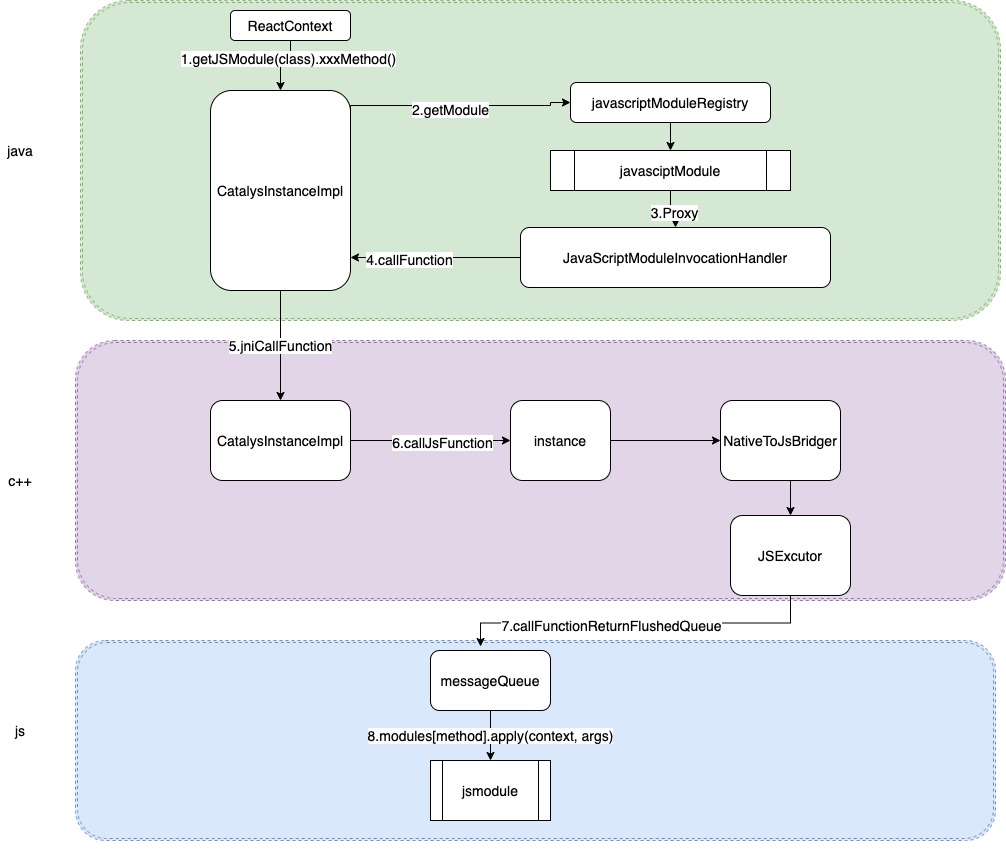 ReactContext
1.getJSModule(class).xxxMethod()
2.getModule
javascriptModuleRegistry
java
CatalysInstanceImpl
javasciptModule
3.Proxy
4.callFunction
JavaScriptModuleInvocationHandler
5.jniCallFunction
c++
CatalysInstanceImpl
6.callJsFunction
instance
NativeToJsBridger
JSExcutor
7.callFunctionReturnFlushedQueue
js
messageQueue
8.modules[method].apply(context, args)
jsmodule